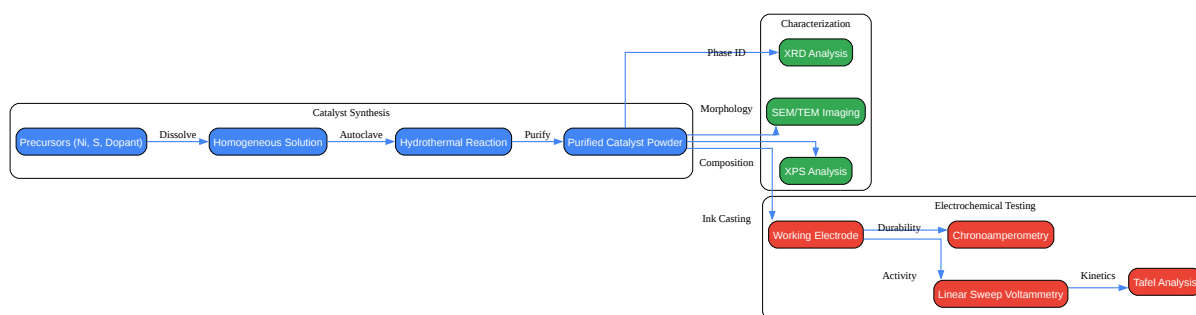 Characterization
Phase ID
XRD Analysis
Morphology
SEM/TEM Imaging
Catalyst Synthesis
Precursors (Ni, S, Dopant)
Dissolve
Homogeneous Solution
Autoclave
Hydrothermal Reaction
Purify
Purified Catalyst Powder
Composition
XPS Analysis
Electrochemical Testing
Ink Casting
Working Electrode
Durability
Chronoamperometry
Activity
Linear Sweep Voltammetry
Kinetics
Tafel Analysis